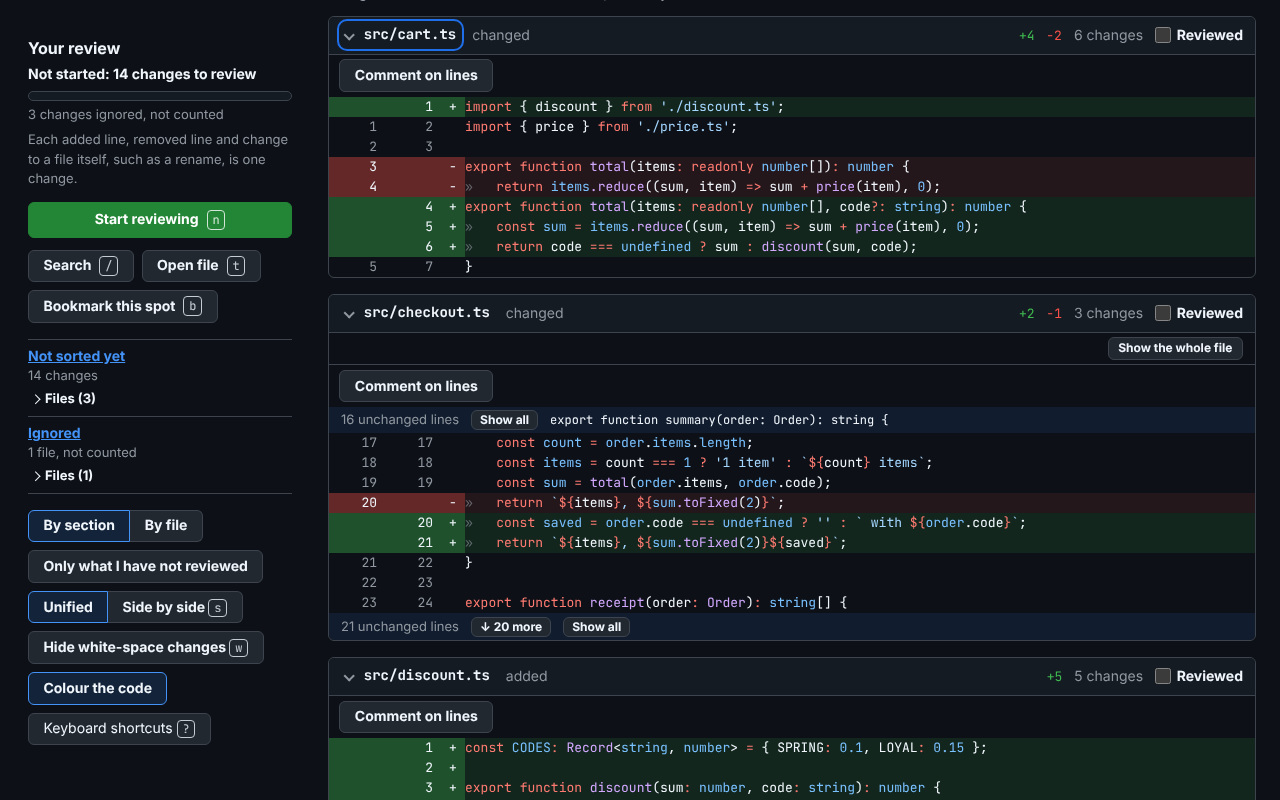 Your review
Not started: 14 changes to review
3 changes ignored, not counted
Each added line, removed line and change
to a file itself, such as a rename, is one
change.
Start reviewing n
Search / Open file t
Bookmark this spot b
Not sorted yet
14 changes
Files (3)
Ignored
1 file, not counted
Files (1)
By section By file
Only what I have not reviewed
Unified Side by side s
Hide white-space changes w
Colour the code
Keyboard shortcuts ?
src/cart.ts changed +4 -2 6 changes Reviewed
Comment on lines
1 + import { discount } from './discount.ts';
1 2 import { price } from './price.ts';
2 3
3 - export function total(items: readonly number[]): number {
4 - » return items.reduce((sum, item) => sum + price(item), 0);
4 + export function total(items: readonly number[], code?: string): number {
5 + » const sum = items.reduce((sum, item) => sum + price(item), 0);
6 + » return code === undefined ? sum : discount(sum, code);
5 7 }
src/checkout.ts changed +2 -1 3 changes Reviewed
Show the whole file
Comment on lines
16 unchanged lines Show all export function summary(order: Order): string {
17 17 const count = order.items.length;
18 18 const items = count === 1 ? '1 item' : `${count} items`;
19 19 const sum = total(order.items, order.code);
20 - » return `${items}, ${sum.toFixed(2)}`;
20 + » const saved = order.code === undefined ? '' : ` with ${order.code}`;
21 + » return `${items}, ${sum.toFixed(2)}${saved}`;
21 22 }
22 23
23 24 export function receipt(order: Order): string[] {
21 unchanged lines ↓ 20 more Show all
src/discount.ts added +5 5 changes Reviewed
Comment on lines
1 + const CODES: Record<string, number> = { SPRING: 0.1, LOYAL: 0.15 };
2 +
3 + export function discount(sum: number, code: string): number {